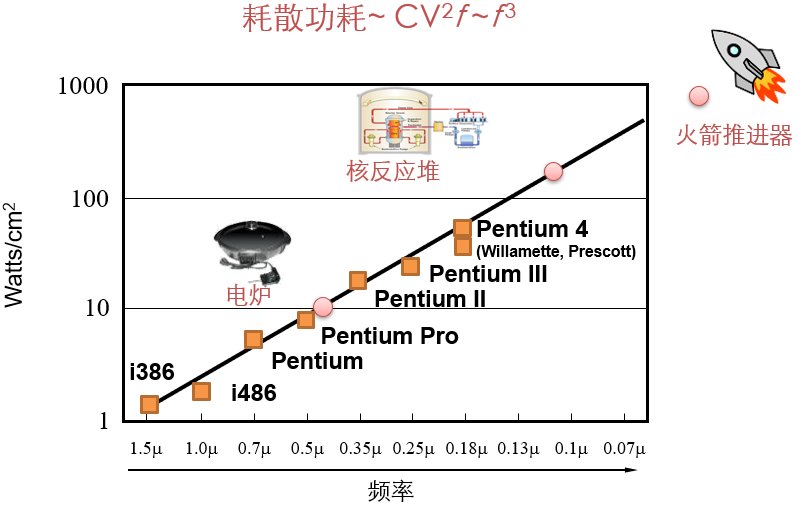 耗散功耗~ CV²f ~f³
1000
火箭推进器
核反应堆
100
Watts/cm²
Pentium 4
(Willamette, Prescott)
Pentium III
电炉
Pentium II
10
Pentium Pro
Pentium
i386
i486
1
1.5μ 1.0μ 0.7μ 0.5μ 0.35μ 0.25μ 0.18μ 0.13μ 0.1μ 0.07μ
频率